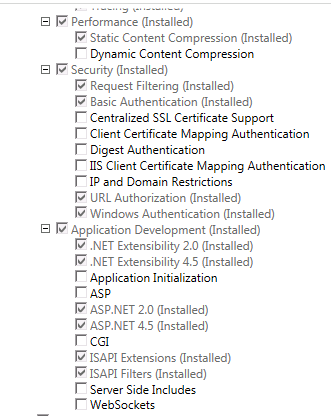 Tracing (Installed)
Performance (Installed)
Static Content Compression (Installed)
Dynamic Content Compression
Security (Installed)
Request Filtering (Installed)
Basic Authentication (Installed)
Centralized SSL Certificate Support
Client Certificate Mapping Authentication
Digest Authentication
IIS Client Certificate Mapping Authentication
IP and Domain Restrictions
URL Authorization (Installed)
Windows Authentication (Installed)
Application Development (Installed)
.NET Extensibility 2.0 (Installed)
.NET Extensibility 4.5 (Installed)
Application Initialization
ASP
ASP.NET 2.0 (Installed)
ASP.NET 4.5 (Installed)
CGI
ISAPI Extensions (Installed)
ISAPI Filters (Installed)
Server Side Includes
WebSockets